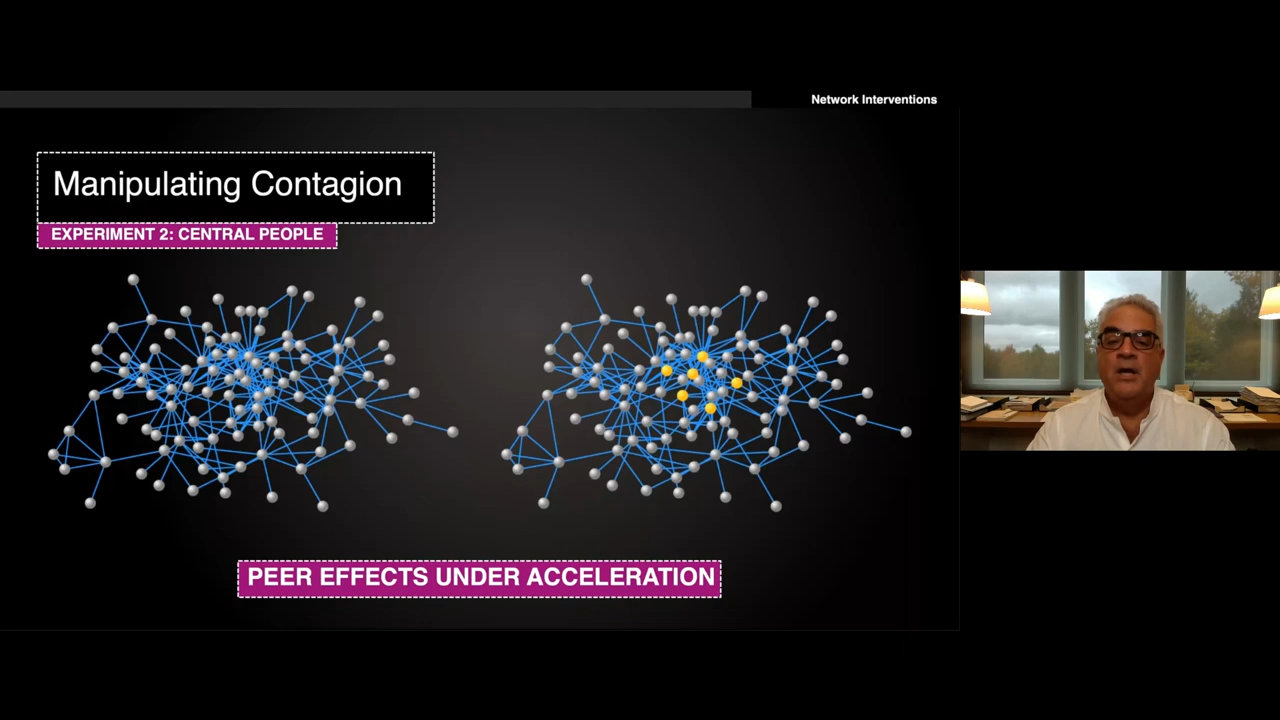 Network Interventions
Manipulating Contagion
EXPERIMENT 2: CENTRAL PEOPLE
PEER EFFECTS UNDER ACCELERATION